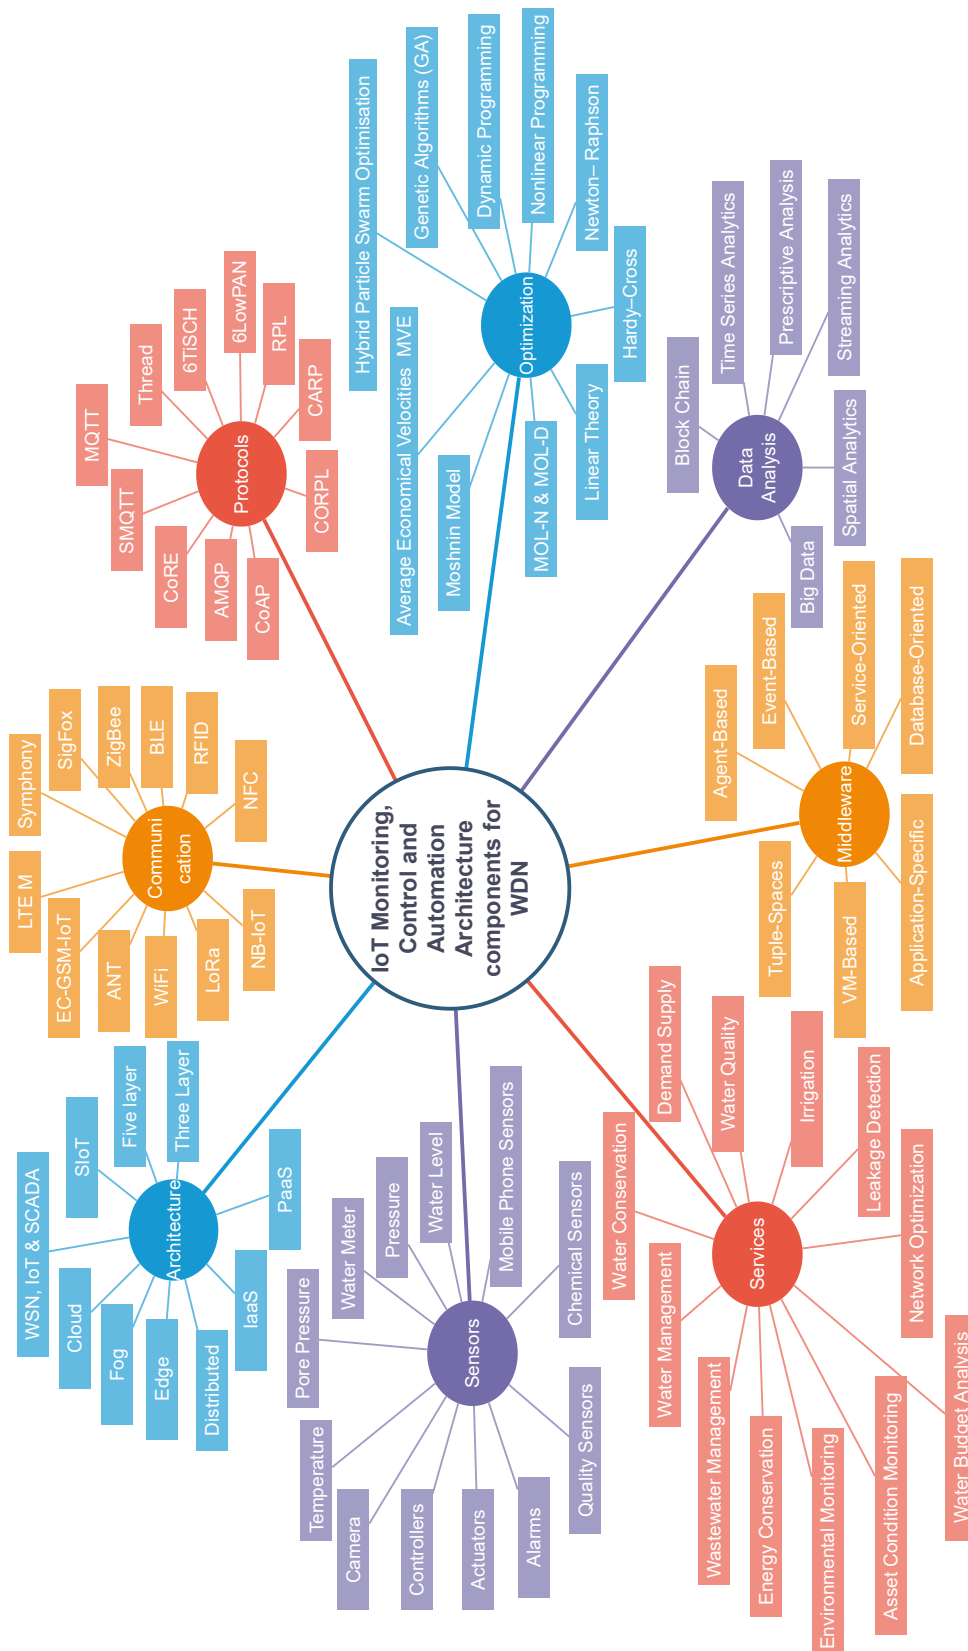 IoT Monitoring,
Control and
Automation
Architecture
components for
WDN
Architecture
WSN, IoT & SCADA
SIoT
Five layer
Three Layer
PaaS
IaaS
Distributed
Edge
Fog
Cloud
Communi
cation
LTE M
Symphony
SigFox
ZigBee
BLE
RFID
NFC
NB-IoT
LoRa
WiFi
ANT
EC-GSM-IoT
Protocols
SMQTT
MQTT
Thread
6TiSCH
6LowPAN
RPL
CARP
CORPL
CoAP
AMQP
CoRE
Optimization
Hybrid Particle Swarm Optimisation
Genetic Algorithms (GA)
Dynamic Programming
Nonlinear Programming
Newton– Raphson
Hardy–Cross
Linear Theory
MOL-N & MOL-D
Moshnin Model
Average Economical Velocities  MVE
Data
Analysis
Block Chain
Time Series Analytics
Prescriptive Analysis
Streaming Analytics
Spatial Analytics
Big Data
Middleware
Agent-Based
Event-Based
Service-Oriented
Database-Oriented
Application-Specific
VM-Based
Tuple-Spaces
Services
Water Conservation
Demand Supply
Water Quality
Irrigation
Leakage Detection
Network Optimization
Water Budget Analysis
Asset Condition Monitoring
Environmental Monitoring
Energy Conservation
Wastewater Management
Water Management
Sensors
Pore Pressure
Water Meter
Pressure
Water Level
Mobile Phone Sensors
Chemical Sensors
Quality Sensors
Alarms
Actuators
Controllers
Camera
Temperature